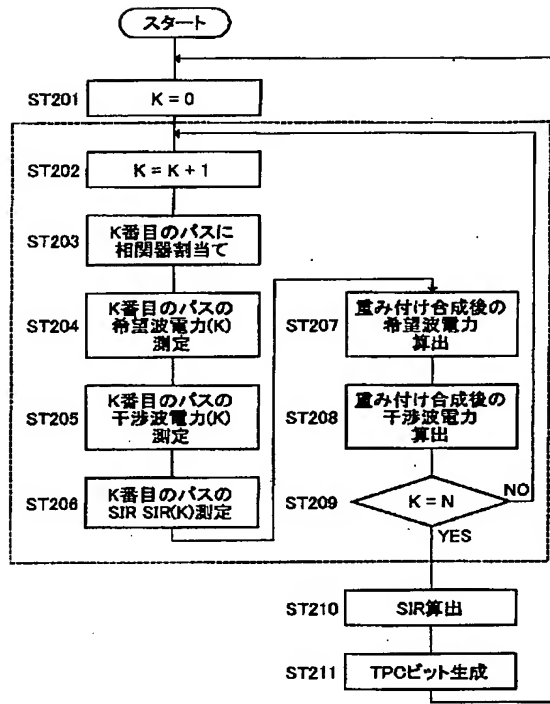 スタート
ST201
K = 0
ST202
K = K + 1
ST203
K番目のパスに
相関器割当て
ST204
K番目のパスの
希望波電力(K)
測定
ST205
K番目のパスの
干渉波電力(K)
測定
ST206
K番目のパスの
SIR SIR(K)測定
ST207
重み付け合成後の
希望波電力
算出
ST208
重み付け合成後の
干渉波電力
算出
ST209
K = N
NO
YES
ST210
SIR算出
ST211
TPCビット生成